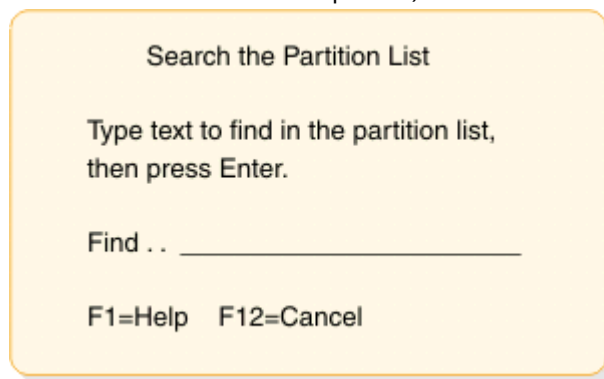 Search the Partition List
Type text to find in the partition list,
then press Enter.
Find . . ______________________
F1=Help F12=Cancel